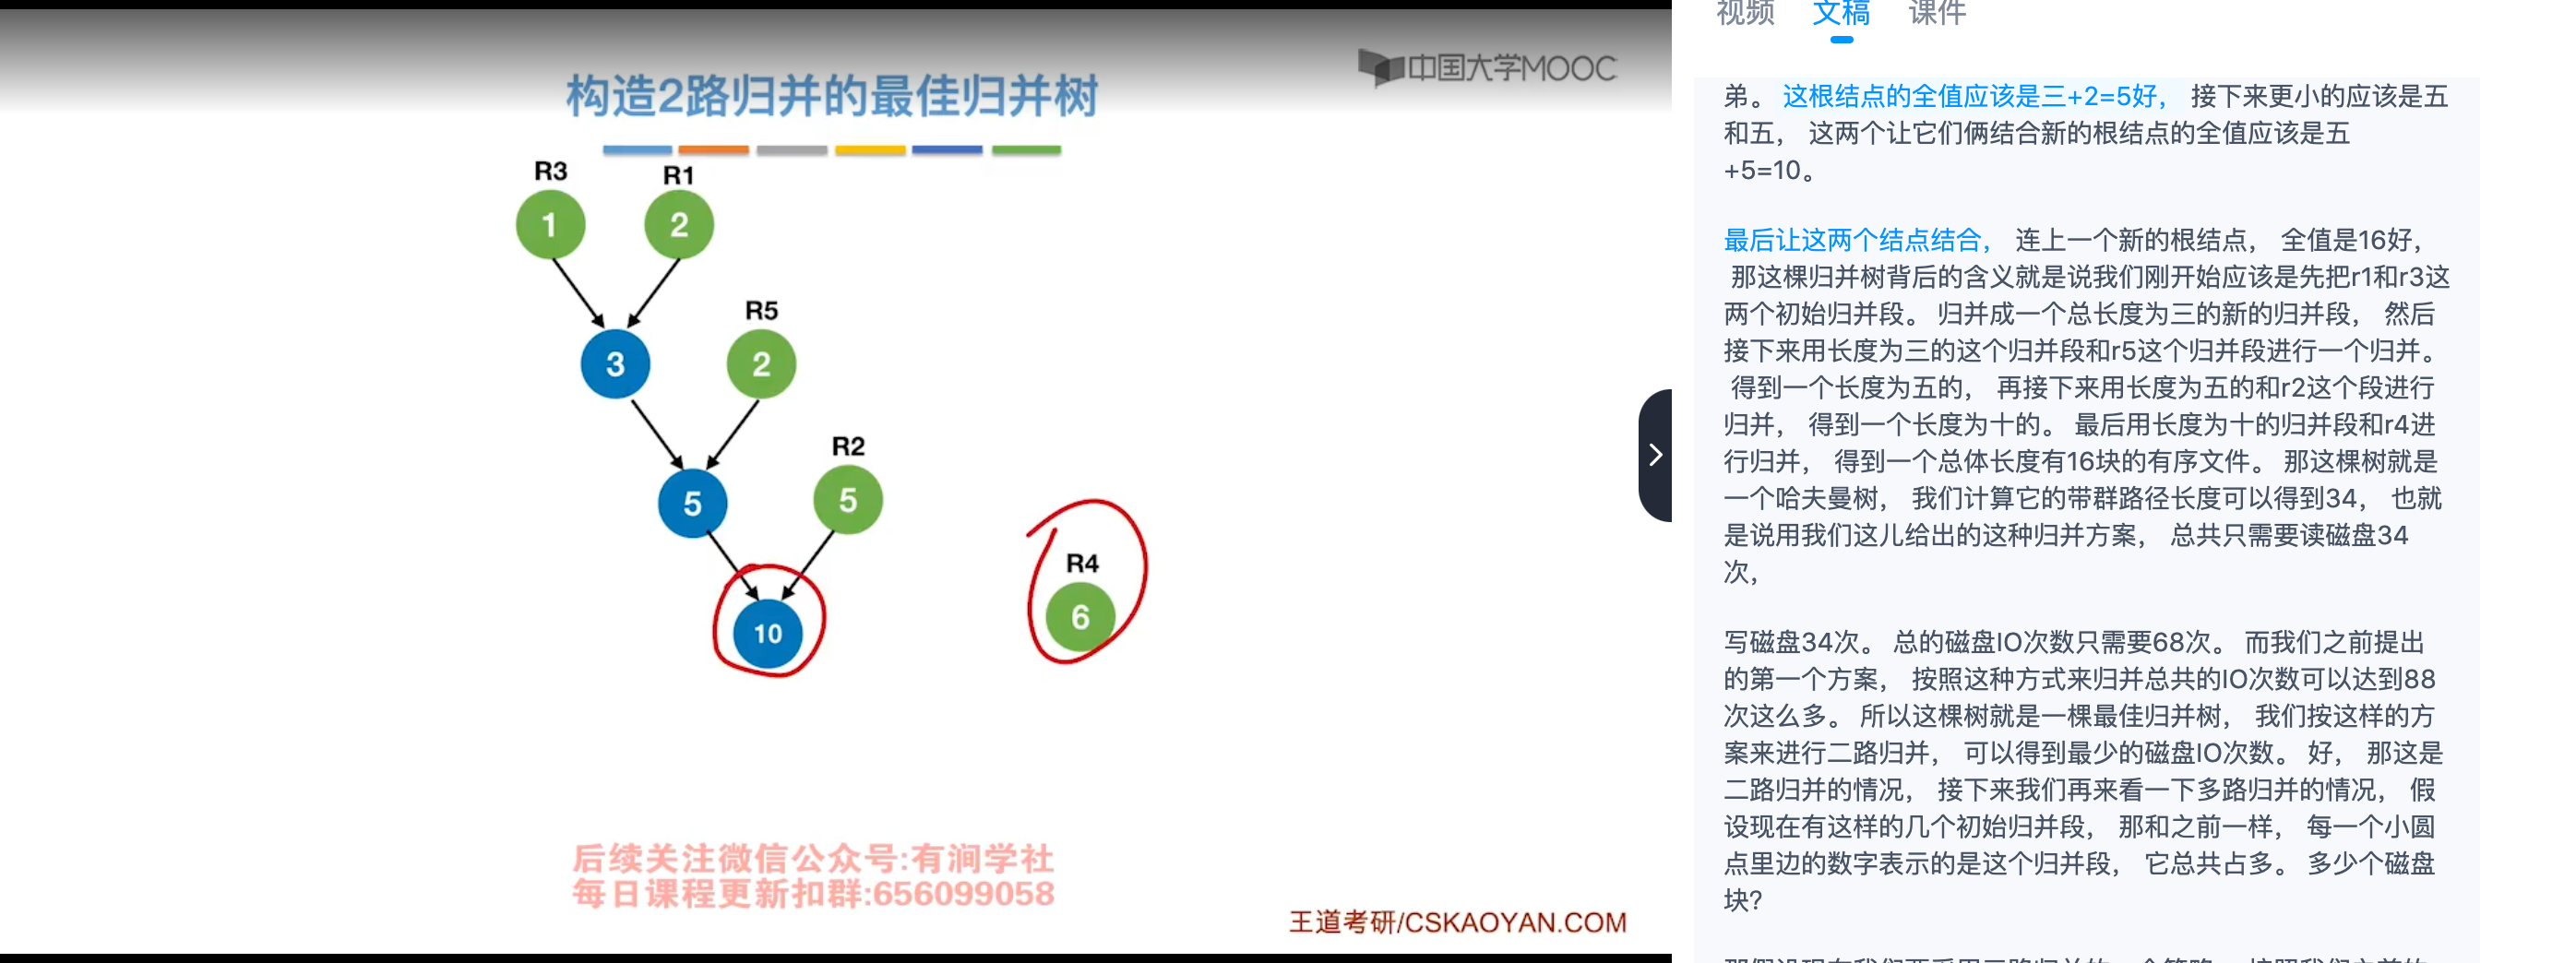 中国大学MOOC
构造2路归并的最佳归并树
R3
R1
1
2
R5
3
2
R2
5
5
R4
10
6
后续关注微信公众号:有涧学社
每日课程更新扣群:656099058
王道考研/CSKAOYAN.COM
视频 文稿 课件
弟。 这根结点的全值应该是三+2=5好， 接下来更小的应该是五
和五， 这两个让它们俩结合新的根结点的全值应该是五
+5=10。
最后让这两个结点结合， 连上一个新的根结点， 全值是16好，
那这棵归并树背后的含义就是说我们刚开始应该是先把r1和r3这
两个初始归并段。 归并成一个总长度为三的新的归并段， 然后
接下来用长度为三的这个归并段和r5这个归并段进行一个归并。
得到一个长度为五的， 再接下来用长度为五的和r2这个段进行
归并， 得到一个长度为十的。 最后用长度为十的归并段和r4进
行归并， 得到一个总体长度有16块的有序文件。 那这棵树就是
一个哈夫曼树， 我们计算它的带群路径长度可以得到34， 也就
是说用我们这儿给出的这种归并方案， 总共只需要读磁盘34
次，
写磁盘34次。 总的磁盘IO次数只需要68次。 而我们之前提出
的第一个方案， 按照这种方式来归并总共的IO次数可以达到88
次这么多。 所以这棵树就是一棵最佳归并树， 我们按这样的方
案来进行二路归并， 可以得到最少的磁盘IO次数。 好， 那这是
二路归并的情况， 接下来我们再来看一下多路归并的情况， 假
设现在有这样的几个初始归并段， 那和之前一样， 每一个小圆
点里边的数字表示的是这个归并段， 它总共占多。 多少个磁盘
块?